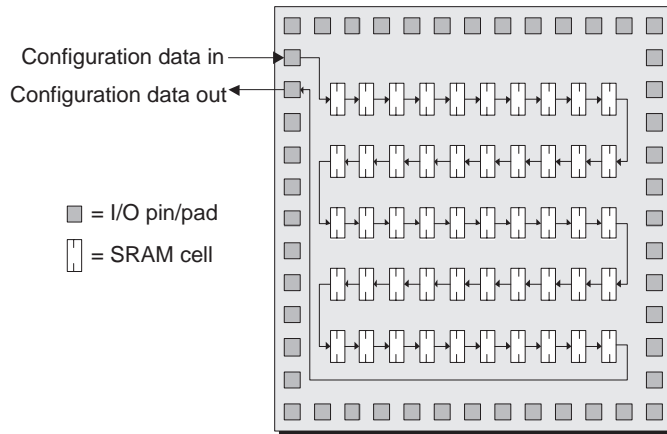 Configuration data in
Configuration data out
= I/O pin/pad
= SRAM cell